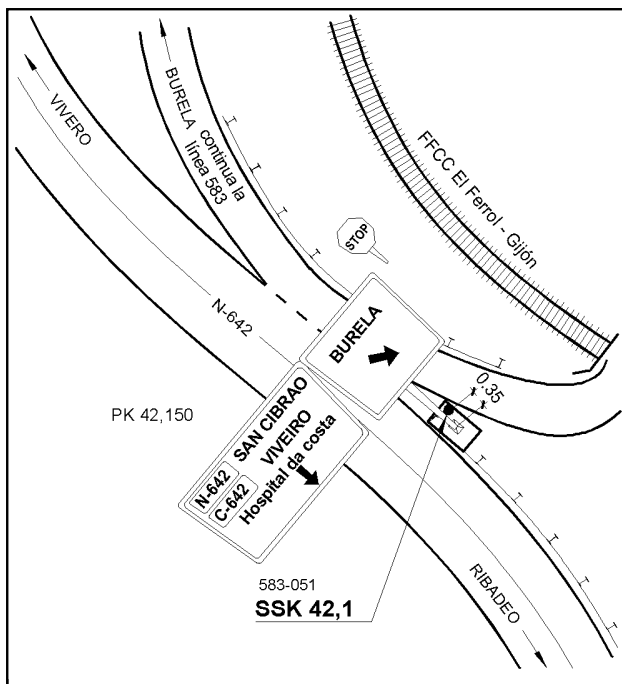 VIVERO
BURELA
continua la
línea 583
FFCC El Ferrol - Gijón
STOP
N-642
BURELA
0.35
PK 42,150
N-642 SAN CIBRAO
C-642 VIVEIRO
Hospital da costa
583-051
SSK 42,1
RIBADEO